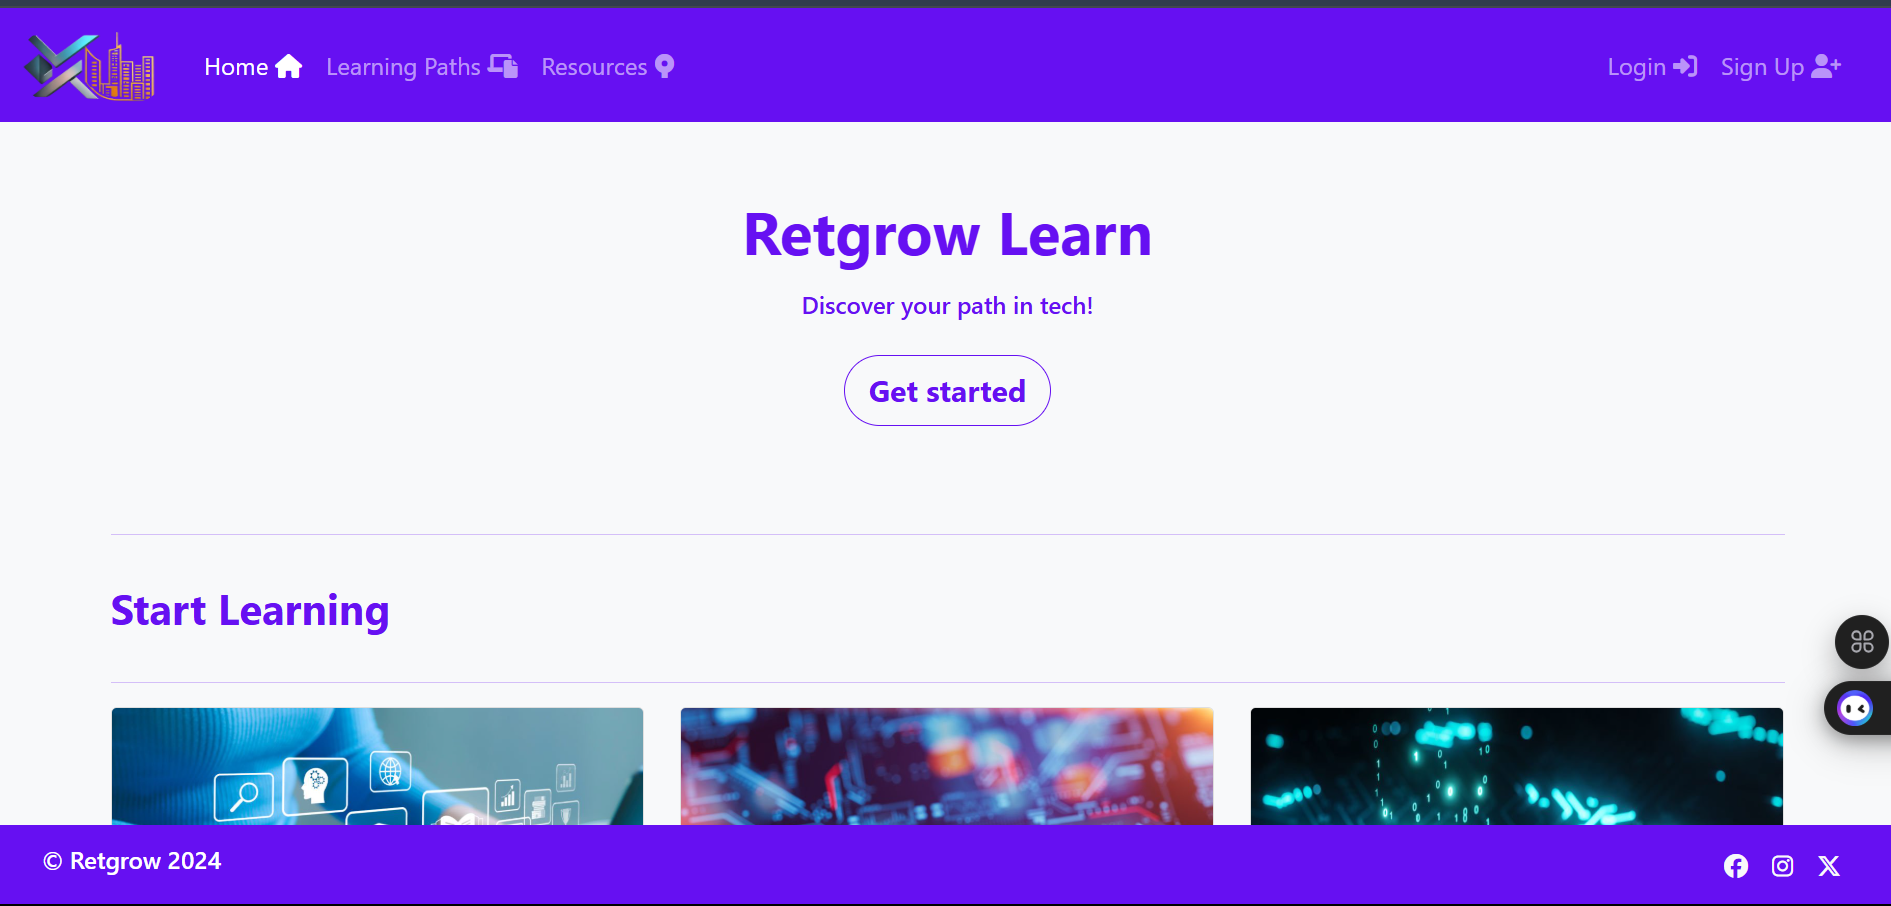 Home
Learning Paths
Resources
Login
Sign Up
Retgrow Learn
Discover your path in tech!
Get started
Start Learning
© Retgrow 2024